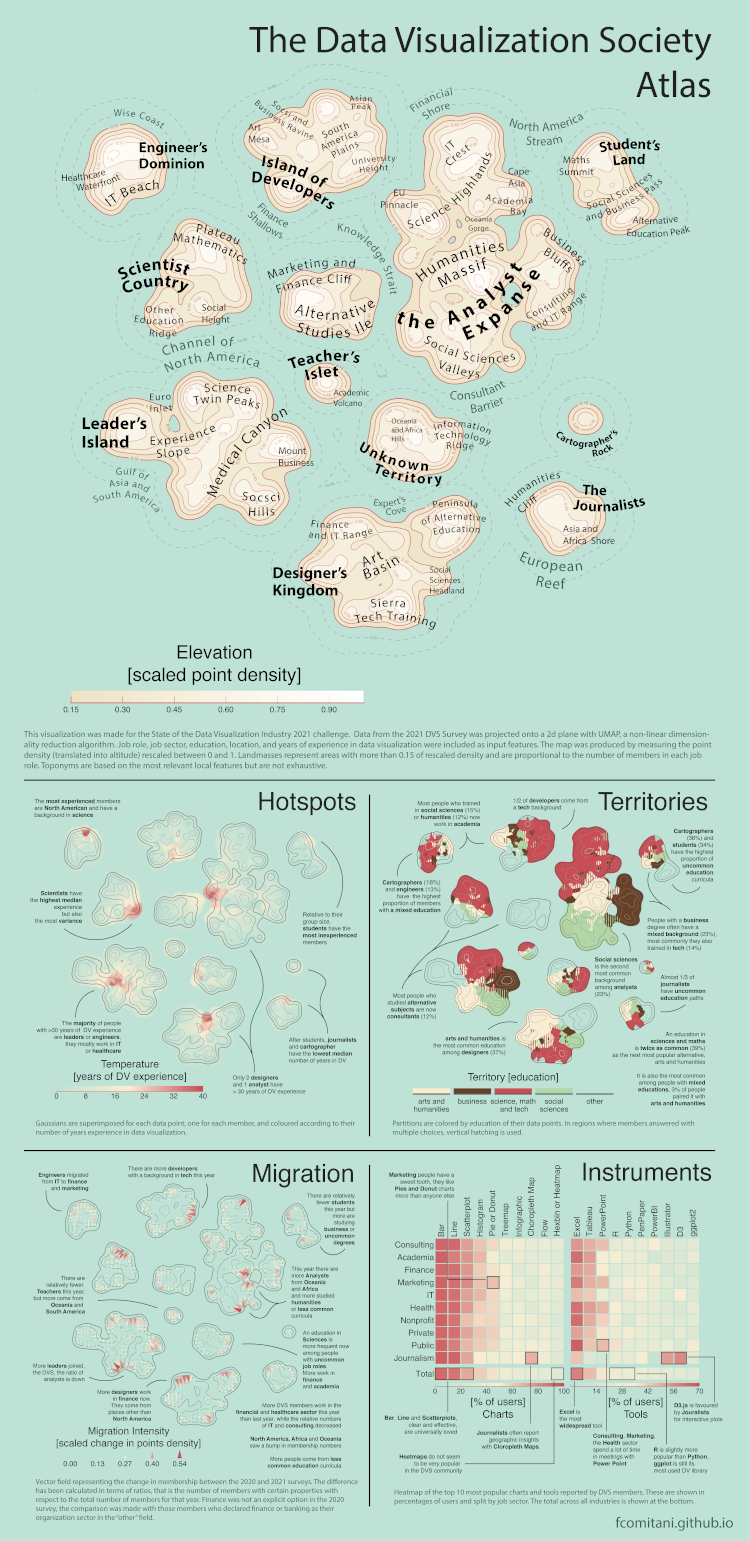 The Data Visualization Society
Atlas
Wise Coast
Engineer's
Dominion
Healthcare
Waterfront
IT Beach
Socsci and
Business Ravine
Asian
Peak
Art
Mesa
South
America
Plains
University
Height
Island of
Developers
Finance
Shallows
Financial
Shore
North America
Stream
IT
Crest
Science Highlands
EU
Pinnacle
Cape
Asia
Academia
Bay
Oceania
Gorge
Knowledge Strait
Humanities
Massif
Business
Bluffs
the Analyst
Expanse
Consulting
and IT Range
Social Sciences
Valleys
Consultant
Barrier
Student's
Land
Maths
Summit
Social Sciences
and Business Pass
Alternative
Education Peak
Plateau
Mathematics
Scientist
Country
Other
Education
Ridge
Social
Height
Channel of
North America
Marketing and
Finance Cliff
Alternative
Studies Ile
Teacher's
Islet
Academic
Volcano
Euro
Inlet
Science
Twin Peaks
Leader's
Island
Experience
Slope
Medical Canyon
Mount
Business
Socsci
Hills
Gulf of
Asia and
South America
Oceania
and Africa
Hills
Information
Technology
Ridge
Unknown
Territory
Cartographer's
Rock
Humanities
Cliff
The
Journalists
Asia and
Africa Shore
European
Reef
Expert's
Cove
Peninsula
of Alternative
Education
Finance
and IT Range
Art
Basin
Designer's
Kingdom
Social
Sciences
Headland
Sierra
Tech Training
Elevation
[scaled point density]
0.15 0.30 0.45 0.60 0.75 0.90
This visualization was made for the State of the Data Visualization Industry 2021 challenge. Data from the 2021 DVS Survey was projected onto a 2d plane with UMAP, a non-linear dimension-
ality reduction algorithm. Job role, job sector, education, location, and years of experience in data visualization were included as input features. The map was produced by measuring the point
density (translated into altitude) rescaled between 0 and 1. Landmasses represent areas with more than 0.15 of rescaled density and are proportional to the number of members in each job
role. Toponyms are based on the most relevant local features but are not exhaustive.
Hotspots
The most experienced members
are North American and have a
background in science
Scientists have
the highest median
experience
but also
the most variance
Relative to their
group size,
students have the
most inexperienced
members
The majority of people
with >30 years of DV experience
are leaders or engineers,
they mostly work in IT
or healthcare
After students, journalists
and cartographer
have the lowest median
number of years in DV
Only 2 designers
and 1 analyst have
> 30 years of DV experience
Temperature
[years of DV experience]
0 8 16 24 32 40
Gaussians are superimposed for each data point, one for each member, and coloured according to their
number of years experience in data visualization.
Territories
Most people who trained
in social sciences (15%)
or humanities (12%) now
work in academia
1/2 of developers come from
a tech background
Cartographers
(36%) and
students (34%)
have the highest
proportion of
uncommon
education
curricula
Cartographers (18%)
and engineers (13%)
have the highest
proportion of members
with a mixed education
People with a business
degree often have a
mixed background (23%),
most commonly they also
trained in tech (14%)
Social sciences
is the second
most common
background
among analysts
(23%)
Almost 1/3 of
journalists
have uncommon
education paths
Most people who
studied alternative
subjects are now
consultants (12%)
arts and humanities is
the most common education
among designers (37%)
An education in
sciences and maths
is twice as common (39%)
as the next most popular alternative,
arts and humanities
It is also the most common
among people with mixed
educations, 3% of people
paired it with
arts and humanities
Territory [education]
arts and
humanities
business
science, math
and tech
social
sciences
other
Partitions are colored by education of their data points. In regions where members answered with
multiple choices, vertical hatching is used.
Migration
Engineers migrated
from IT to finance
and marketing
There are more developers
with a background in tech this year
There are relatively
fewer students
this year but
more are
studying
business or
uncommon
degrees
There are
relatively fewer
Teachers this year,
but more come from
Oceania and
South America
This year there are
more Analysts
from Oceania
and Africa
and more studied
humanities
or less common
curricula
An education in
Sciences is
more frequent now
among people
with uncommon
job roles.
More work in
finance
and academia
More leaders joined,
the DVS, the ratio of
analysts is down
More designers work
in finance now.
They come from
places other than
North America
More DVS members work in the
financial and healthcare sector this year
than last year, while the relative numbers
of IT and consulting decreased
North America, Africa and Oceania
saw a bump in membership numbers
More people come from less
common education curricula
Migration Intensity
[scaled change in points density]
0.00 0.13 0.27 0.40 0.54
Vector field representing the change in membership between the 2020 and 2021 surveys. The difference
has been calculated in terms of ratios, that is the number of members with certain properties with
respect to the total number of members for that year. Finance was not an explicit option in the 2020
survey, the comparison was made with those members who declared finance or banking as their
organization sector in the "other" field.
Instruments
Marketing people have a
sweet tooth, they like
Pies and Donut charts
more than anyone else
Bar
Line
Scatterplot
Histogram
Pie or Donut
Treemap
Infographic
Choropleth Map
Flow
Hexbin or Heatmap
Excel
Tableau
PowerPoint
R
Python
PenPaper
PowerBI
Illustrator
D3
ggplot2
Consulting
Academia
Finance
Marketing
IT
Health
Nonprofit
Private
Public
Journalism
Total
0 20 40 60 80 100
[% of users]
Charts
0 14 28 42 56 70
[% of users]
Tools
Bar, Line and Scatterplots,
clear and effective,
are universally loved
Journalists often report
geographic insights
with Cloropleth Maps.
Heatmaps do not seem
to be very popular
in the DVS community
Excel is
the most
widespread tool
Consulting, Marketing,
the Health sector
spend a lot of time
in meetings with
Power Point
R is slightly more
popular than Python,
ggplot is still its
most used DV library
D3.js is favoured
by Jouralists
for interactive plots
Heatmap of the top 10 most popular charts and tools reported by DVS members. These are shown in
percentages of users and split by job sector. The total across all industries is shown at the bottom.
fcomitani.github.io